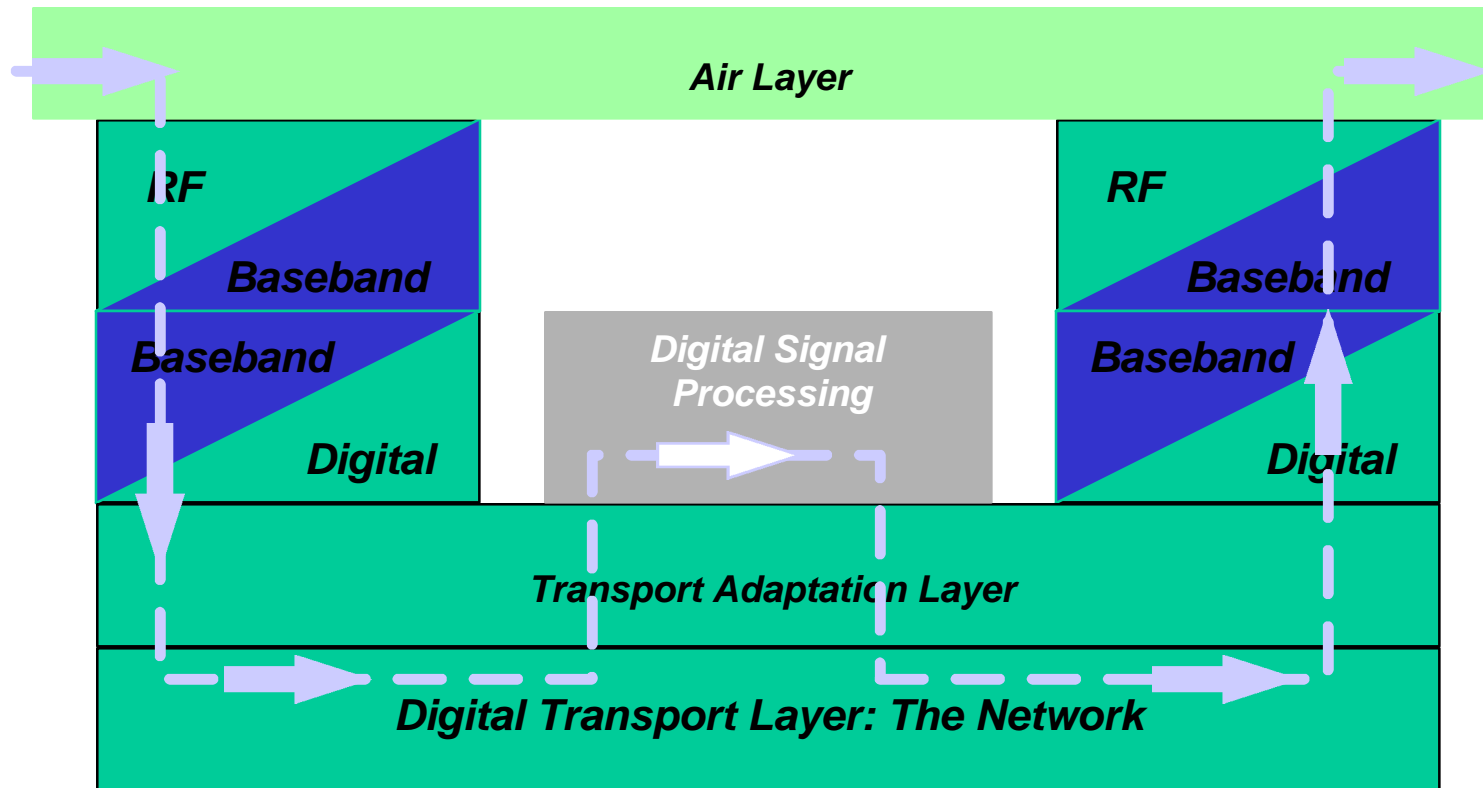 Air Layer
RF
RF
Baseband
Baseband
Baseband
Digital Signal
Processing
Baseband
Digital
Digital
Transport Adaptation Layer
Digital Transport Layer: The Network